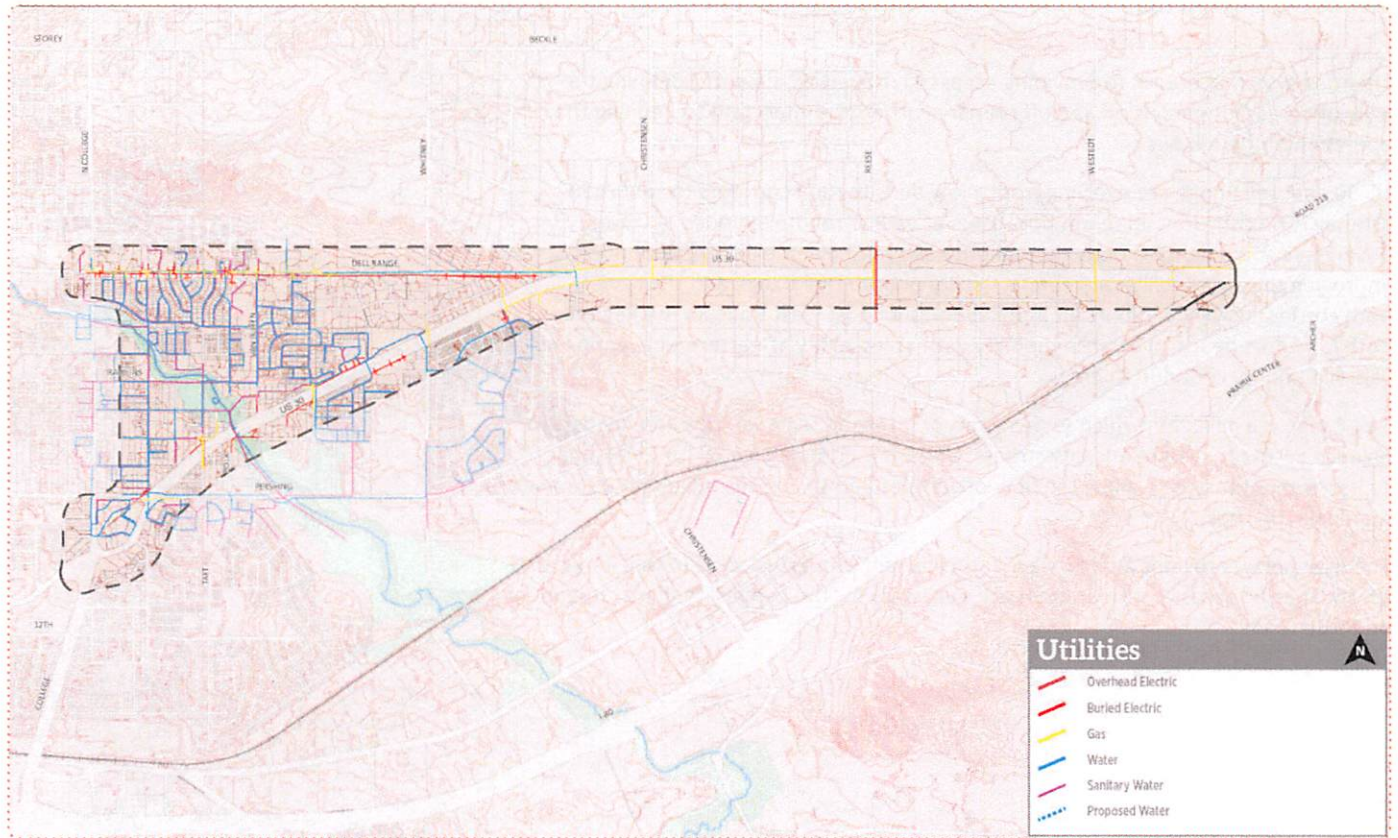 STOREY
BECKLE
N COLLEGE
WHITNEY
CHRISTENSEN
REESE
WESTEDT
ROAD 219
DELL RANGE
US 30
US 30
ARCHER
PRAIRIE CENTER
PERSHING
TAFT
CHRISTENSEN
12TH
COLLEGE
I-80
Utilities
N
Overhead Electric
Buried Electric
Gas
Water
Sanitary Water
Proposed Water